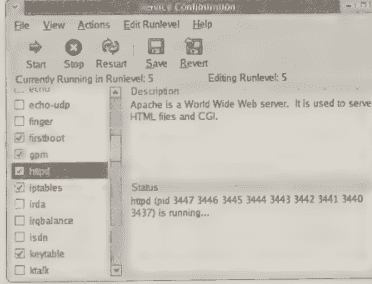 Service Configuration
File View Actions Edit Runlevel Help
Start Stop Restart Save Revert
Currently Running in Runlevel: 5 Editing Runlevel: 5
echo
echo-udp
finger
firstboot
gpm
httpd
iptables
irda
irqbalance
isdn
keytable
ktalk
Description
Apache is a World Wide Web server. It is used to serve
HTML files and CGI.
Status
httpd (pid 3447 3446 3445 3444 3443 3442 3441 3440
3437) is running...